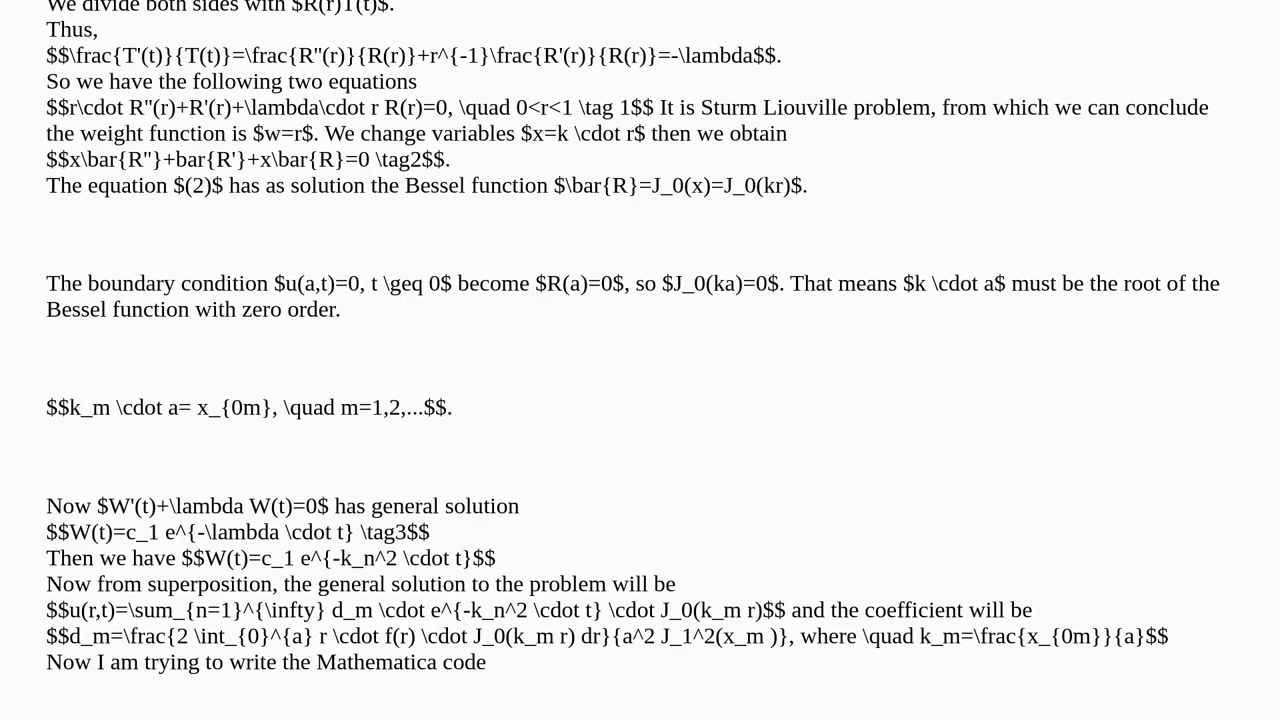 We divide both sides with $R(r)T(t)$.
Thus,
$$\frac{T'(t)}{T(t)}=\frac{R''(r)}{R(r)}+r^{-1}\frac{R'(r)}{R(r)}=-\lambda$$.
So we have the following two equations
$$r\cdot R''(r)+R'(r)+\lambda\cdot r R(r)=0, \quad 0<r<1 \tag 1$$ It is Sturm Liouville problem, from which we can conclude
the weight function is $w=r$. We change variables $x=k \cdot r$ then we obtain
$$x\bar{R''}+bar{R'}+x\bar{R}=0 \tag2$$.
The equation $(2)$ has as solution the Bessel function $\bar{R}=J_0(x)=J_0(kr)$.
The boundary condition $u(a,t)=0, t \geq 0$ become $R(a)=0$, so $J_0(ka)=0$. That means $k \cdot a$ must be the root of the
Bessel function with zero order.
$$k_m \cdot a= x_{0m}, \quad m=1,2,...$$.
Now $W'(t)+\lambda W(t)=0$ has general solution
$$W(t)=c_1 e^{-\lambda \cdot t} \tag3$$
Then we have $$W(t)=c_1 e^{-k_n^2 \cdot t}$$
Now from superposition, the general solution to the problem will be
$$u(r,t)=\sum_{n=1}^{\infty} d_m \cdot e^{-k_n^2 \cdot t} \cdot J_0(k_m r)$$ and the coefficient will be
$$d_m=\frac{2 \int_{0}^{a} r \cdot f(r) \cdot J_0(k_m r) dr}{a^2 J_1^2(x_m )}, where \quad k_m=\frac{x_{0m}}{a}$$
Now I am trying to write the Mathematica code